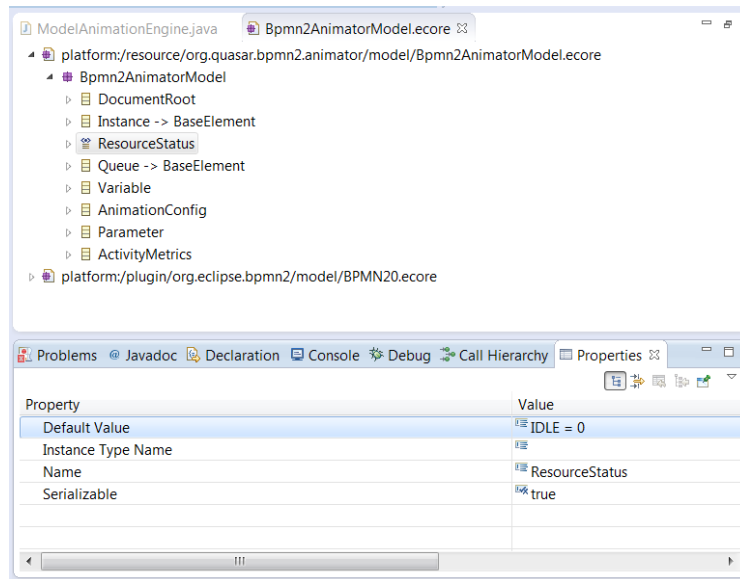 ModelAnimationEngine.java Bpmn2AnimatorModel.ecore
platform:/resource/org.quasar.bpmn2.animator/model/Bpmn2AnimatorModel.ecore
Bpmn2AnimatorModel
DocumentRoot
Instance -> BaseElement
ResourceStatus
Queue -> BaseElement
Variable
AnimationConfig
Parameter
ActivityMetrics
platform:/plugin/org.eclipse.bpmn2/model/BPMN20.ecore
Problems @ Javadoc Declaration Console Debug Call Hierarchy Properties
Property Value
Default Value IDLE = 0
Instance Type Name
Name ResourceStatus
Serializable true